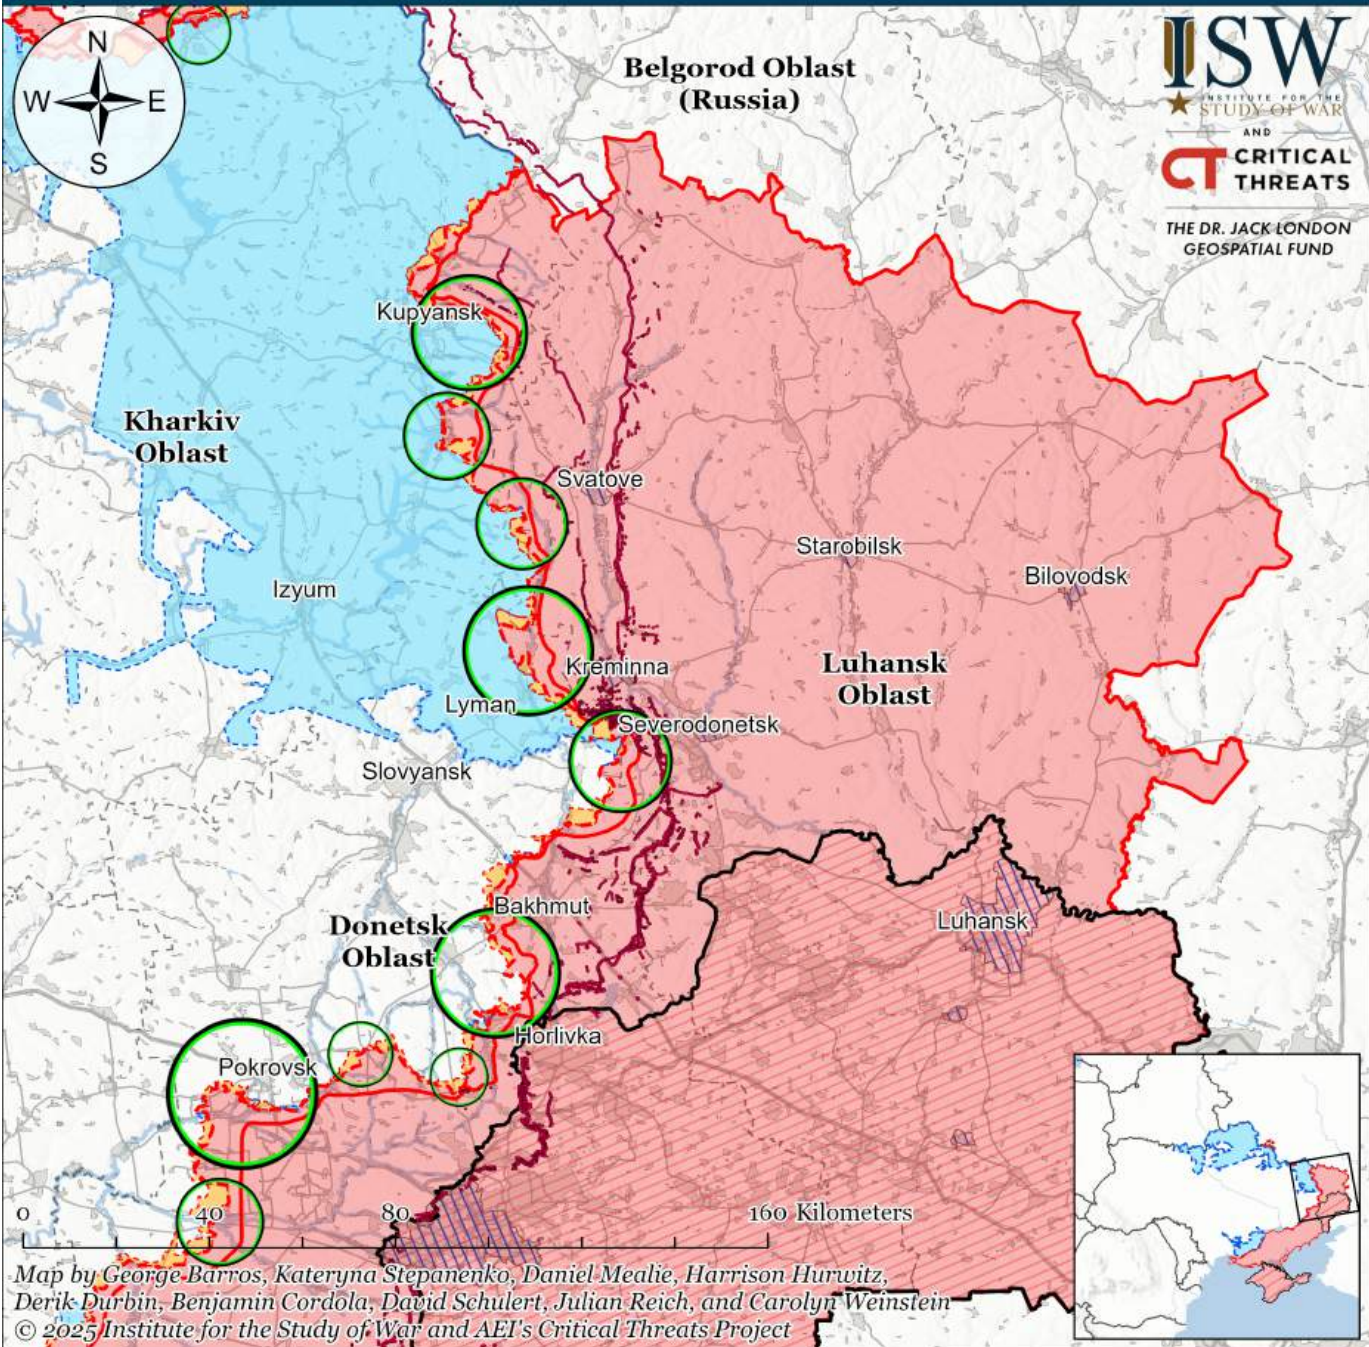 N
W E
S
Belgorod Oblast
(Russia)
ISW
INSTITUTE FOR THE
STUDY OF WAR
AND
CT CRITICAL
THREATS
THE DR. JACK LONDON
GEOSPATIAL FUND
Kupyansk
Kharkiv
Oblast
Svatove
Starobilsk
Bilovodsk
Izyum
Kreminna
Luhansk
Oblast
Lyman
Severodonetsk
Slovyansk
Bakhmut
Donetsk
Oblast
Luhansk
Horlivka
Pokrovsk
0 40 80 160 Kilometers
Map by George Barros, Kateryna Stepanenko, Daniel Mealie, Harrison Hurwitz,
Derik Durbin, Benjamin Cordola, David Schulert, Julian Reich, and Carolyn Weinstein
© 2025 Institute for the Study of War and AEI's Critical Threats Project